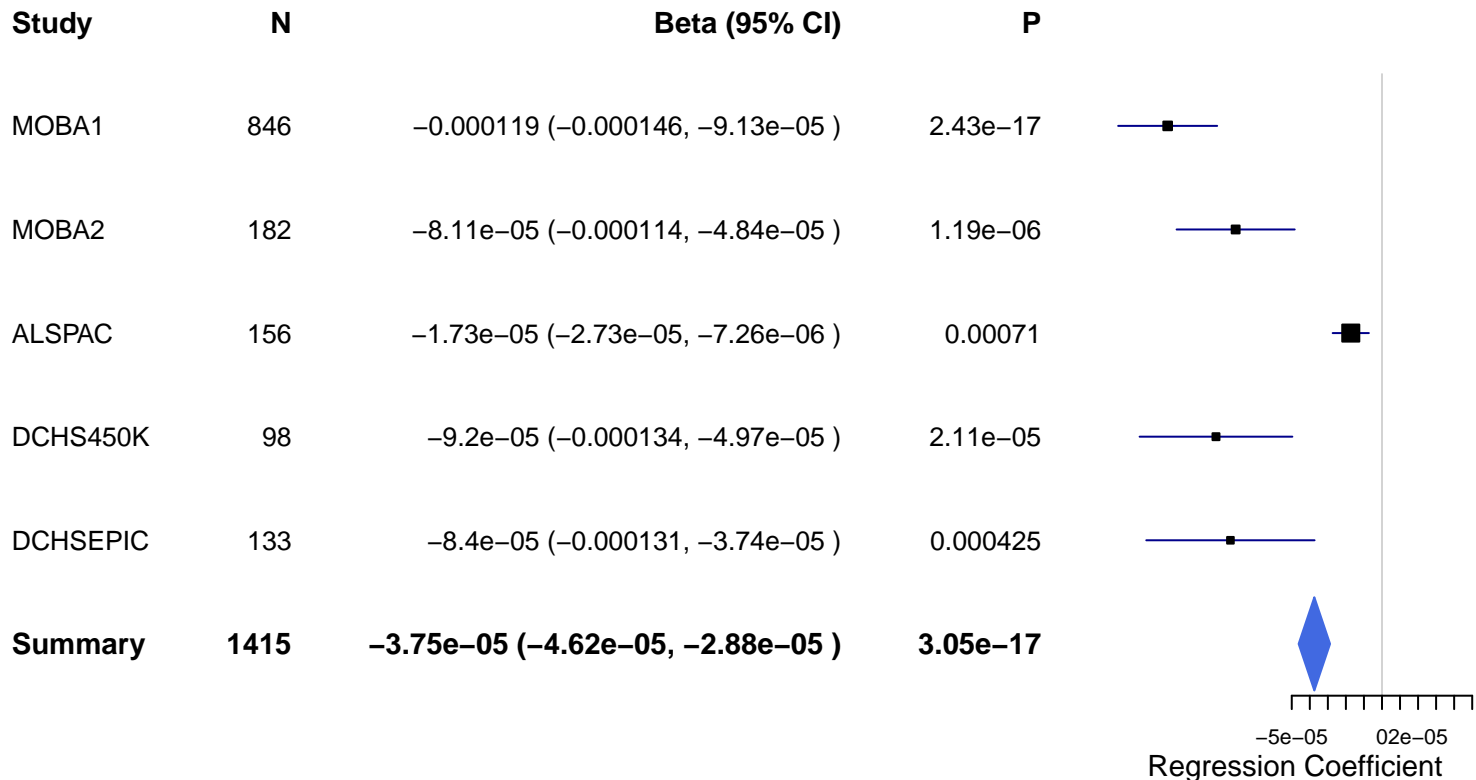 Study N Beta (95% CI) P
MOBA1 846 −0.000119 (−0.000146, −9.13e−05 ) 2.43e−17
MOBA2 182 −8.11e−05 (−0.000114, −4.84e−05 ) 1.19e−06
ALSPAC 156 −1.73e−05 (−2.73e−05, −7.26e−06 ) 0.00071
DCHS450K 98 −9.2e−05 (−0.000134, −4.97e−05 ) 2.11e−05
DCHSEPIC 133 −8.4e−05 (−0.000131, −3.74e−05 ) 0.000425
Summary 1415 −3.75e−05 (−4.62e−05, −2.88e−05 ) 3.05e−17
−5e−05 02e−05
Regression Coefficient